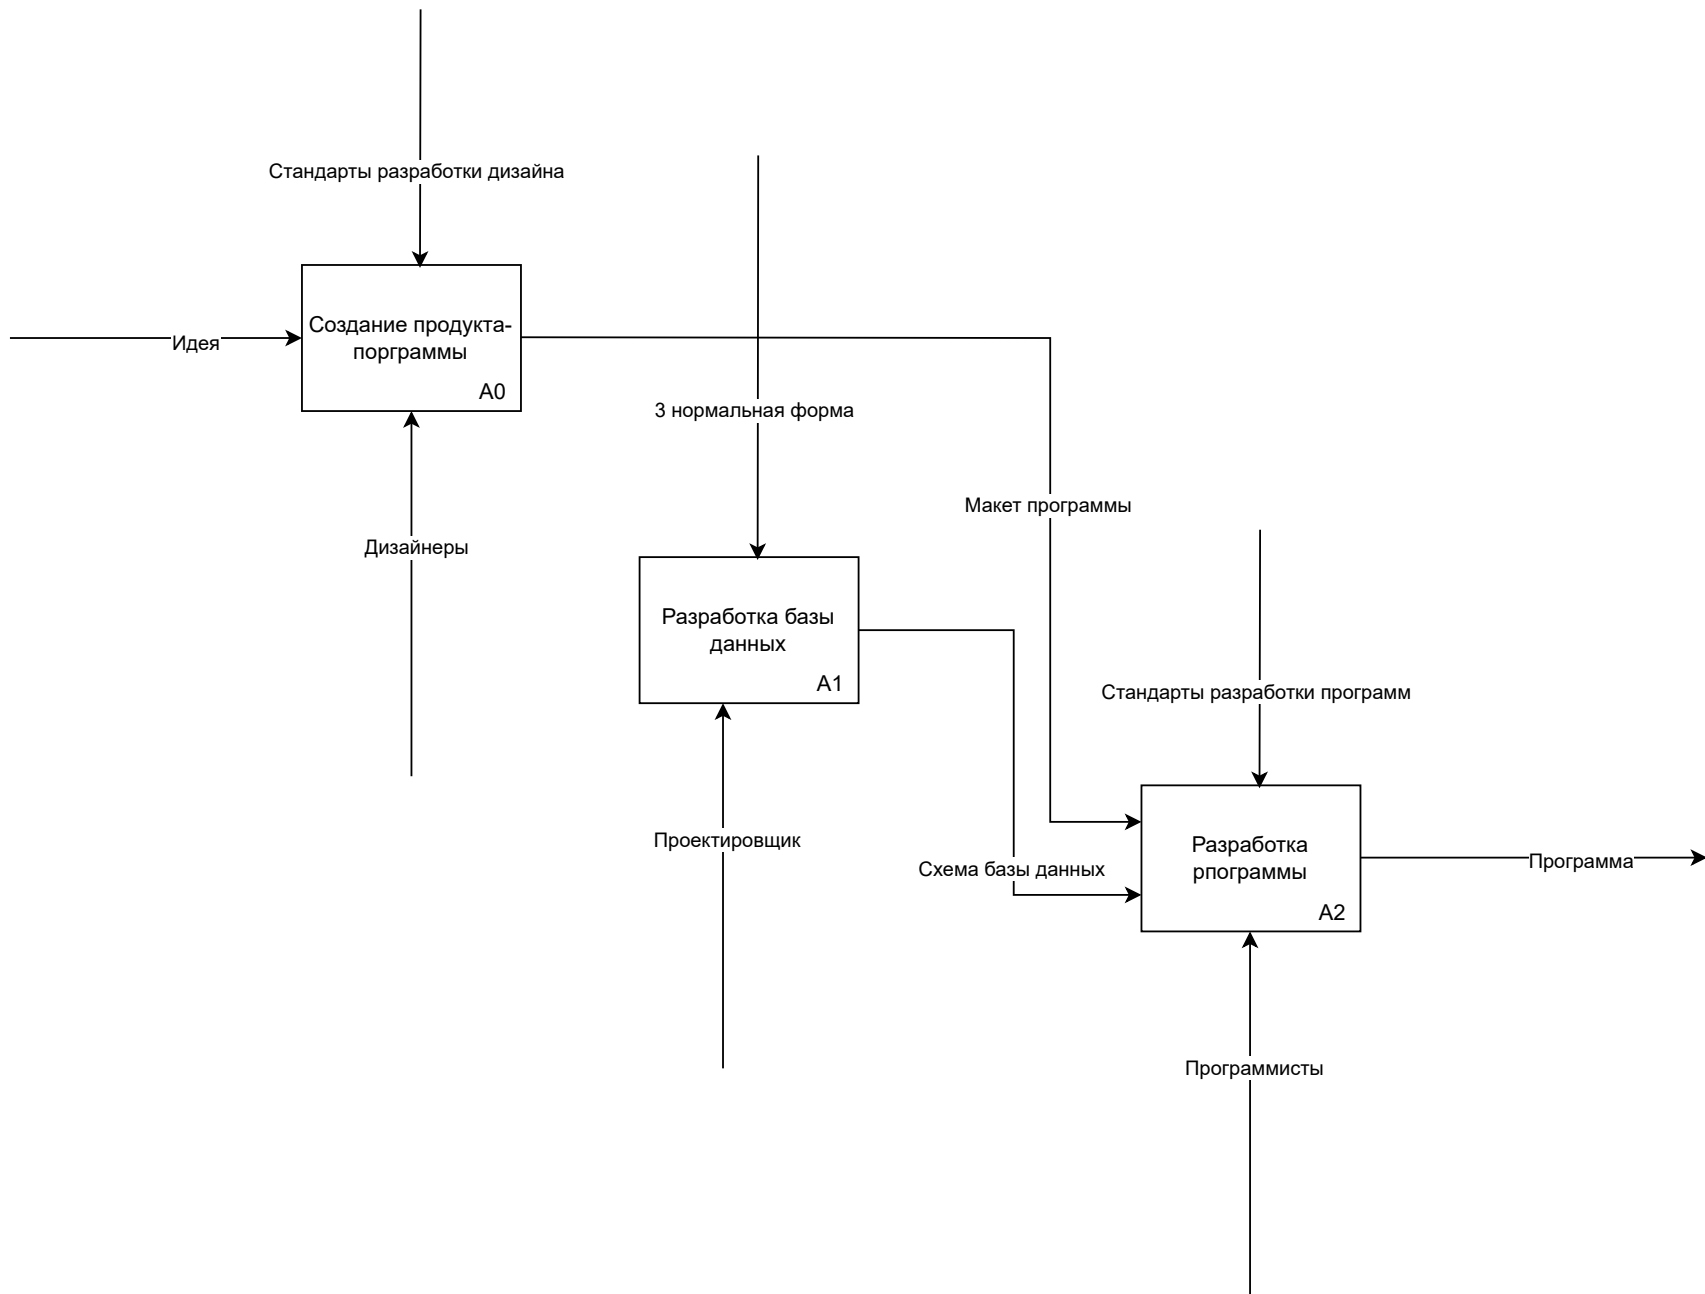 Стандарты разработки дизайна
Идея
Создание продукта-
порграммы
A0
Дизайнеры
3 нормальная форма
Макет программы
Разработка базы
данных
A1
Проектировщик
Схема базы данных
Стандарты разработки программ
Разработка
рпограммы
A2
Программа
Программисты